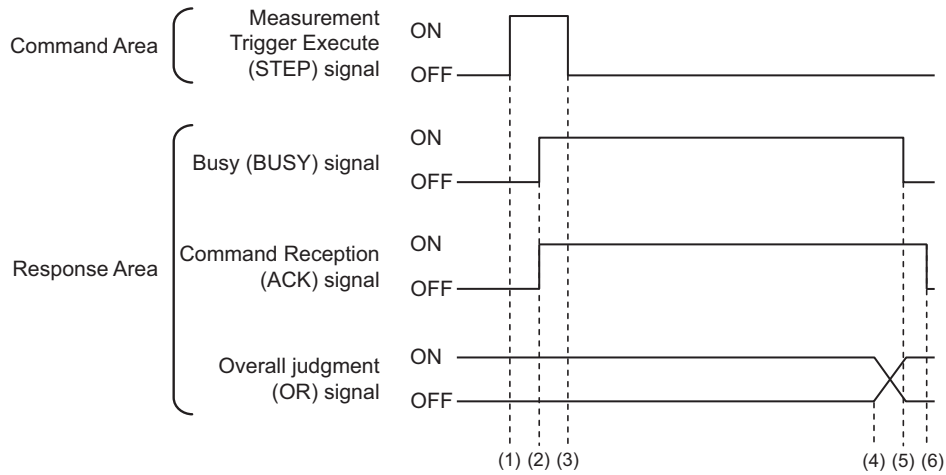 Command Area
Measurement
Trigger Execute
(STEP) signal
ON
OFF
Response Area
Busy (BUSY) signal
ON
OFF
Command Reception
(ACK) signal
ON
OFF
Overall judgment
(OR) signal
ON
OFF
(1) (2) (3) (4) (5) (6)